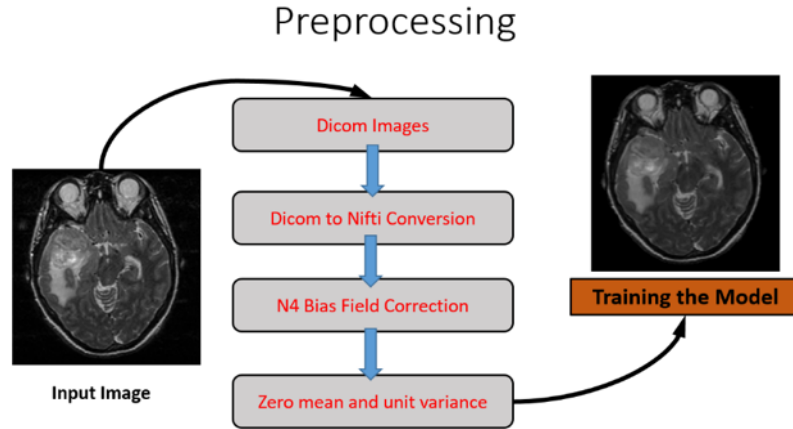 Preprocessing
Dicom Images
Dicom to Nifti Conversion
N4 Bias Field Correction
Zero mean and unit variance
Input Image
Training the Model